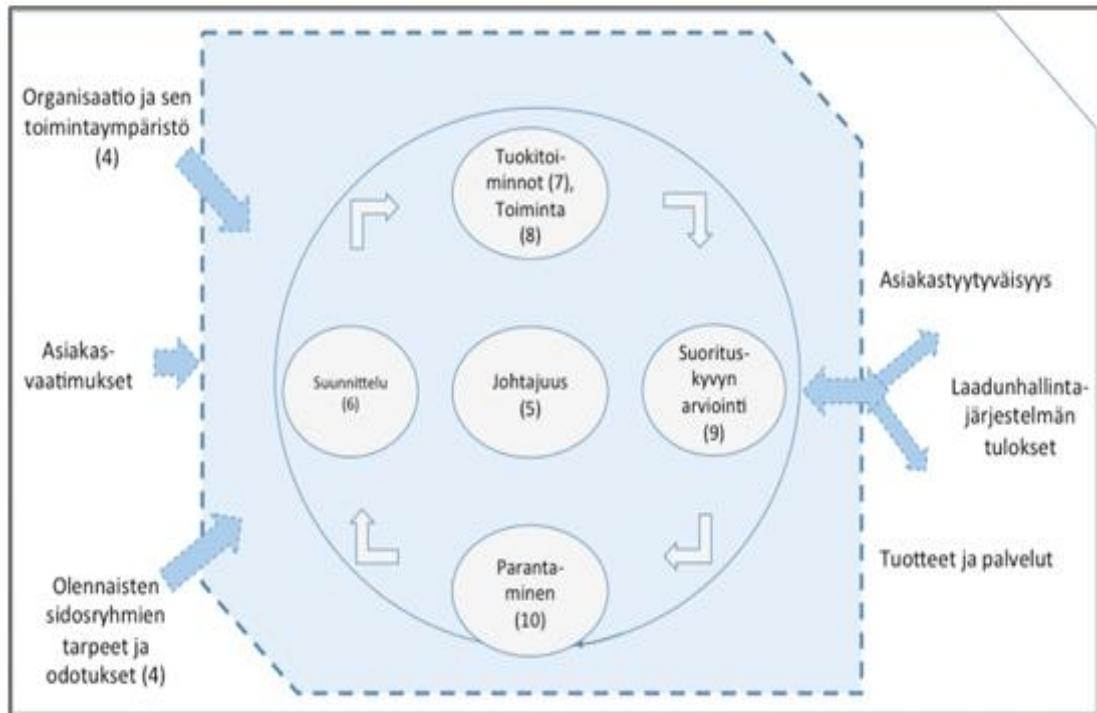 Organisaatio ja sen
toimintaympäristö
(4)
Asiakas-
vaatimukset
Olennaisten
sidosryhmien
tarpeet ja
odotukset (4)
Tuokitoi-
minnot (7),
Toiminta
(8)
Suunnittelu
(6)
Johtajuus
(5)
Suoritus-
kyvyn
arviointi
(9)
Paranta-
minen
(10)
Asiakastyytyväisyys
Laadunhallinta-
järjestelmän
tulokset
Tuotteet ja palvelut